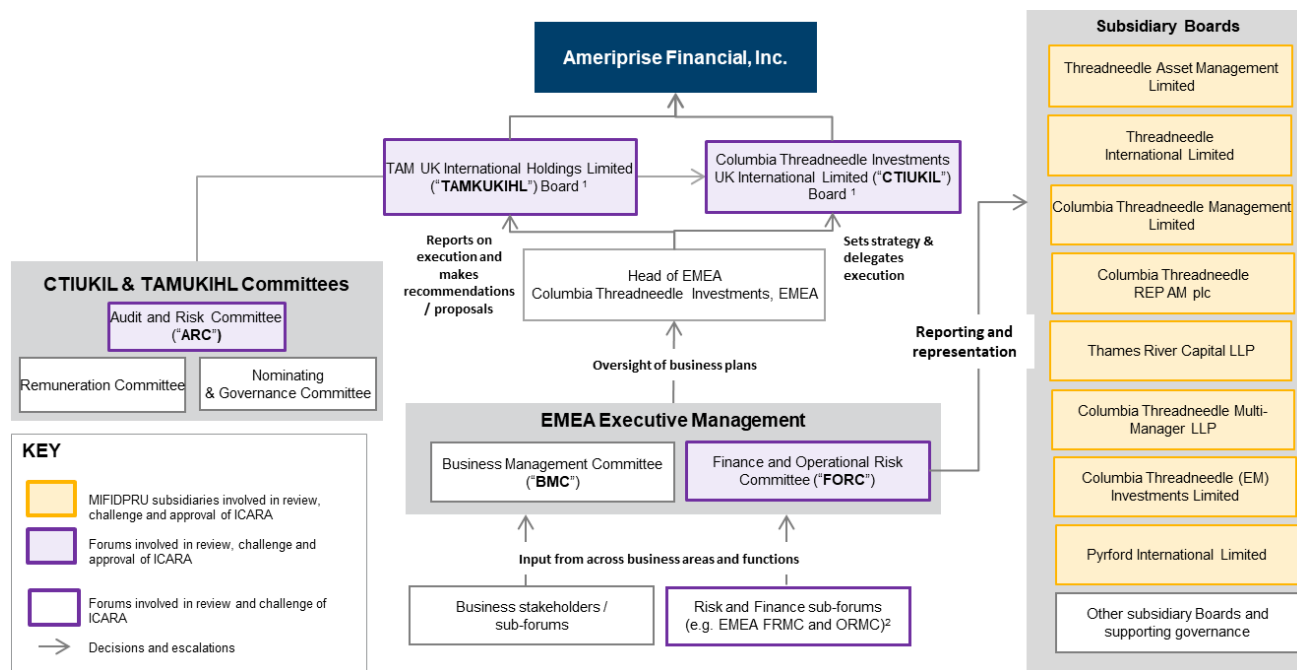 Ameriprise Financial, Inc.
TAM UK International Holdings Limited
("TAMKUKIHL") Board ¹
Columbia Threadneedle Investments
UK International Limited ("CTIUKIL")
Board ¹
Reports on
execution and
makes
recommendations
/ proposals
Sets strategy &
delegates
execution
Head of EMEA
Columbia Threadneedle Investments, EMEA
CTIUKIL & TAMUKIHL Committees
Audit and Risk Committee
("ARC")
Remuneration Committee
Nominating
& Governance Committee
Oversight of business plans
EMEA Executive Management
Business Management Committee
("BMC")
Finance and Operational Risk
Committee ("FORC")
Input from across business areas and functions
Business stakeholders /
sub-forums
Risk and Finance sub-forums
(e.g. EMEA FRMC and ORMC)²
Reporting and
representation
KEY
MIFIDPRU subsidiaries involved in review,
challenge and approval of ICARA
Forums involved in review, challenge and
approval of ICARA
Forums involved in review and challenge of
ICARA
Decisions and escalations
Subsidiary Boards
Threadneedle Asset Management
Limited
Threadneedle
International Limited
Columbia Threadneedle Management
Limited
Columbia Threadneedle
REP AM plc
Thames River Capital LLP
Columbia Threadneedle Multi-
Manager LLP
Columbia Threadneedle (EM)
Investments Limited
Pyrford International Limited
Other subsidiary Boards and
supporting governance